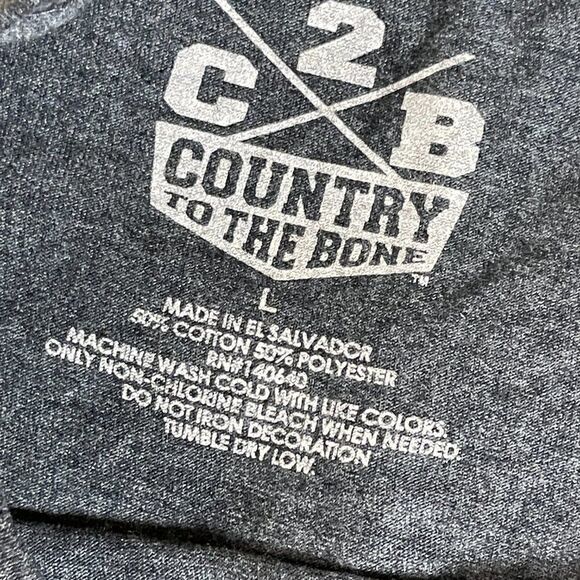 C 2 B
COUNTRY
TO THE BONE™
L
MADE IN EL SALVADOR
50% COTTON 50% POLYESTER
RN#140640
MACHINE WASH COLD WITH LIKE COLORS.
ONLY NON-CHLORINE BLEACH WHEN NEEDED.
DO NOT IRON DECORATION
TUMBLE DRY LOW.